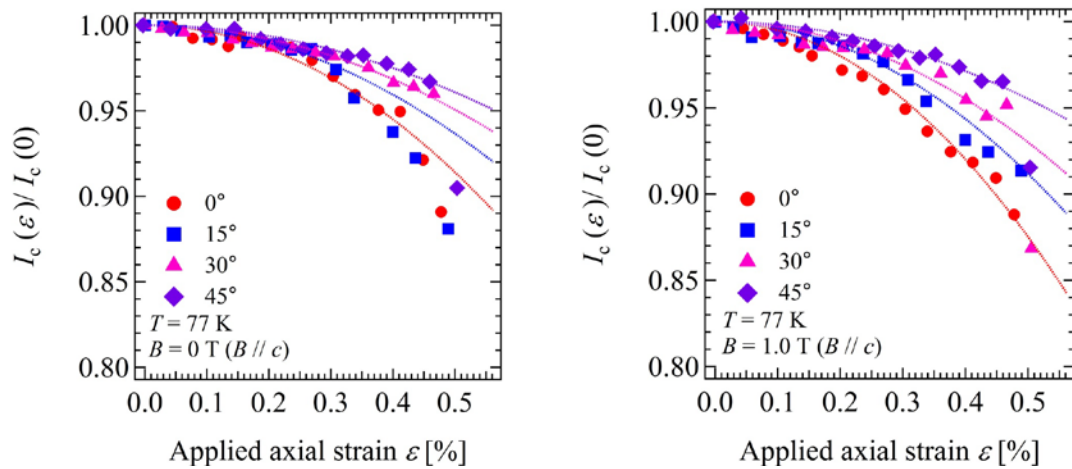 I_c(ε)/ I_c(0)
1.00
0.95
0.90
0.85
0.80
0°
15°
30°
45°
T = 77 K
B = 0 T (B // c)
0.0 0.1 0.2 0.3 0.4 0.5
Applied axial strain ε [%]
I_c(ε)/ I_c(0)
1.00
0.95
0.90
0.85
0.80
0°
15°
30°
45°
T = 77 K
B = 1.0 T (B // c)
0.0 0.1 0.2 0.3 0.4 0.5
Applied axial strain ε [%]